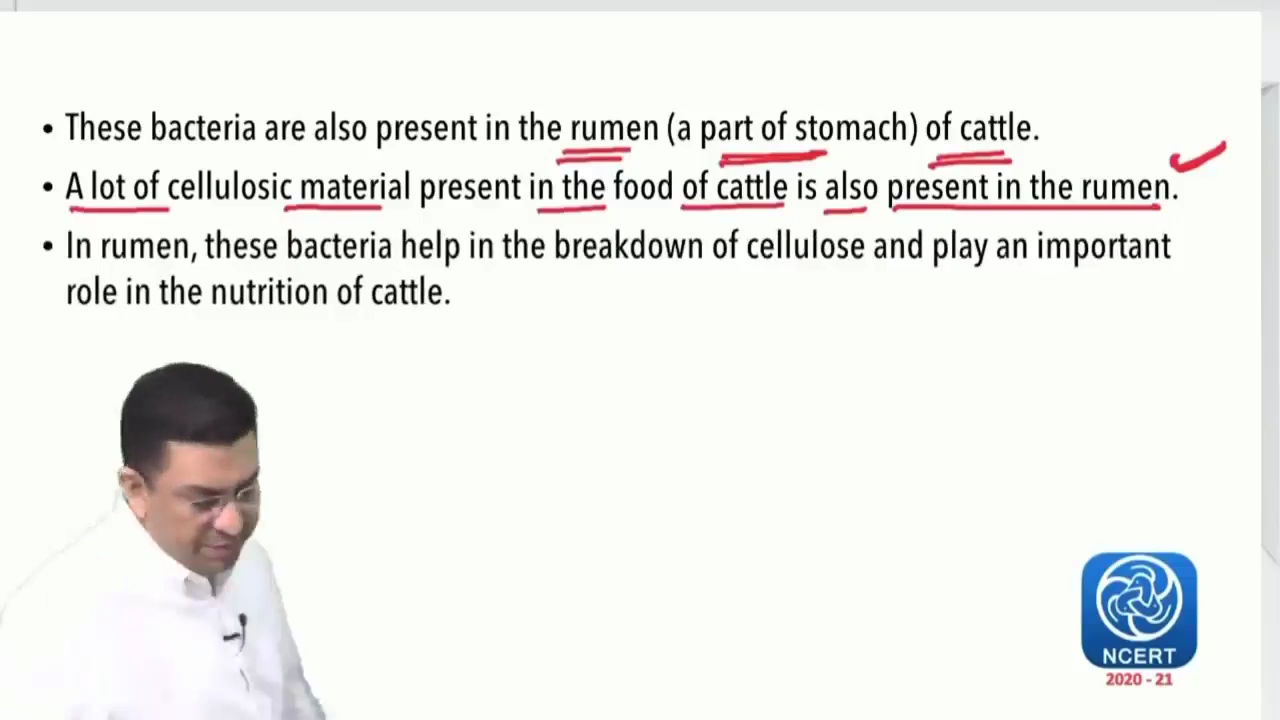 • These bacteria are also present in the rumen (a part of stomach) of cattle.
• A lot of cellulosic material present in the food of cattle is also present in the rumen.
• In rumen, these bacteria help in the breakdown of cellulose and play an important
role in the nutrition of cattle.
NCERT
2020 - 21